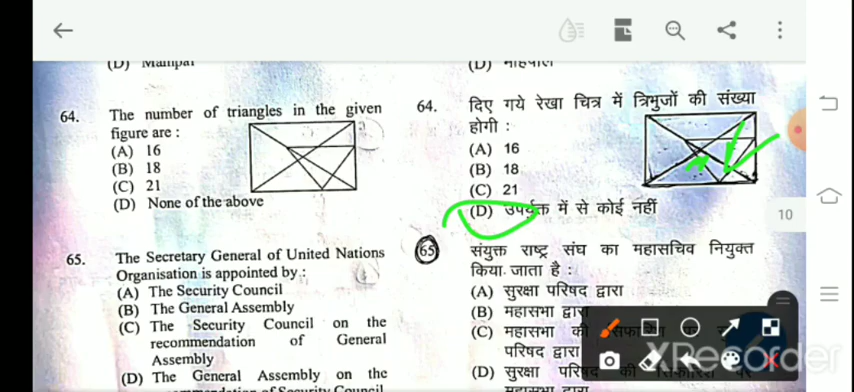 (D) Manipal
64. The number of triangles in the given
figure are :
(A) 16
(B) 18
(C) 21
(D) None of the above
65. The Secretary General of United Nations
Organisation is appointed by :
(A) The Security Council
(B) The General Assembly
(C) The Security Council on the
recommendation of General
Assembly
(D) The General Assembly on the
(D)
64. दिए गये रेखा चित्र में त्रिभुजों की संख्या
होगी :
(A) 16
(B) 18
(C) 21
(D) उपर्युक्त में से कोई नहीं
65 संयुक्त राष्ट्र संघ का महासचिव नियुक्त
किया जाता है :
(A) सुरक्षा परिषद द्वारा
(B) महासभा द्वारा
(C) महासभा की
परिषद द्वारा
(D) सुरक्षा
10
XRecorder